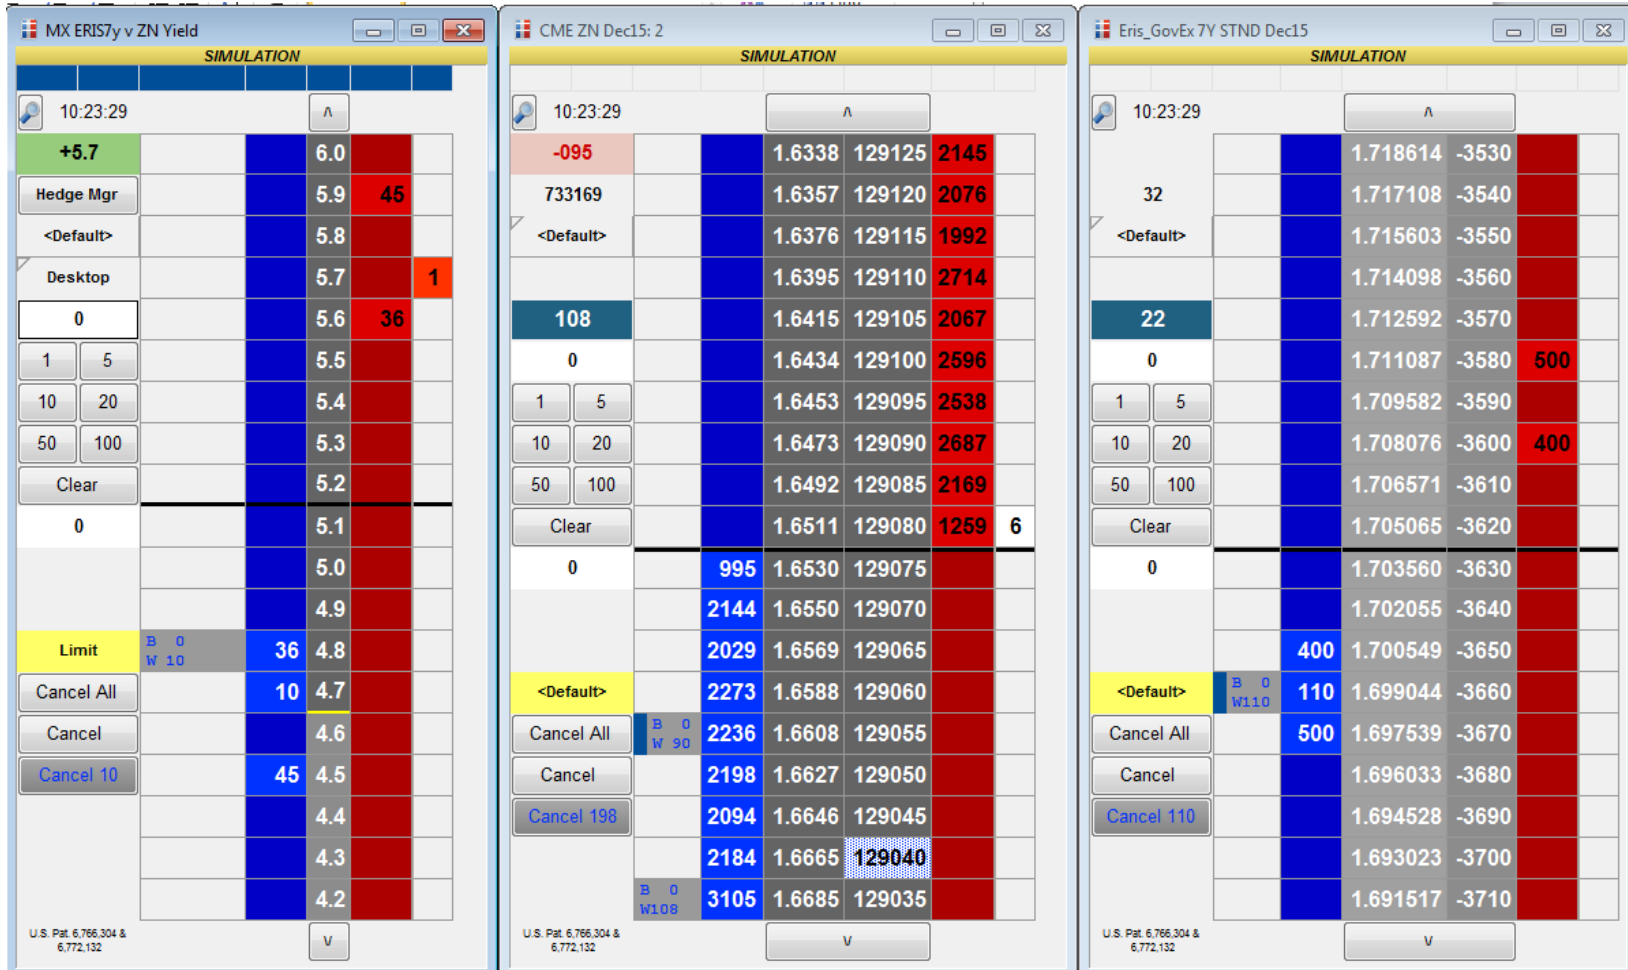 MX ERIS7y v ZN Yield
SIMULATION
10:23:29
+5.7 6.0
Hedge Mgr 5.9 45
<Default> 5.8
Desktop 5.7 1
0 5.6 36
1 5 5.5
10 20 5.4
50 100 5.3
Clear 5.2
0 5.1
5.0
4.9
Limit B 0 W 10 36 4.8
Cancel All 10 4.7
Cancel 4.6
Cancel 10 45 4.5
4.4
4.3
4.2
U.S. Pat. 6,766,304 &
6,772,132
CME ZN Dec15: 2
SIMULATION
10:23:29
-095 1.6338 129125 2145
733169 1.6357 129120 2076
<Default> 1.6376 129115 1992
1.6395 129110 2714
108 1.6415 129105 2067
0 1.6434 129100 2596
1 5 1.6453 129095 2538
10 20 1.6473 129090 2687
50 100 1.6492 129085 2169
Clear 1.6511 129080 1259 6
0 995 1.6530 129075
2144 1.6550 129070
2029 1.6569 129065
<Default> 2273 1.6588 129060
Cancel All B 0 W 90 2236 1.6608 129055
Cancel 2198 1.6627 129050
Cancel 198 2094 1.6646 129045
2184 1.6665 129040
B 0 W108 3105 1.6685 129035
U.S. Pat. 6,766,304 &
6,772,132
Eris_GovEx 7Y STND Dec15
SIMULATION
10:23:29
1.718614 -3530
32 1.717108 -3540
<Default> 1.715603 -3550
1.714098 -3560
22 1.712592 -3570
0 1.711087 -3580 500
1 5 1.709582 -3590
10 20 1.708076 -3600 400
50 100 1.706571 -3610
Clear 1.705065 -3620
0 1.703560 -3630
1.702055 -3640
400 1.700549 -3650
<Default> B 0 W110 110 1.699044 -3660
Cancel All 500 1.697539 -3670
Cancel 1.696033 -3680
Cancel 110 1.694528 -3690
1.693023 -3700
1.691517 -3710
U.S. Pat. 6,766,304 &
6,772,132